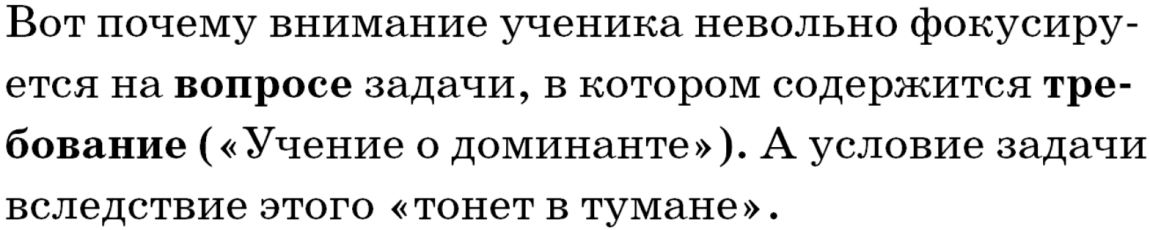 Вот почему внимание ученика невольно фокусиру-
ется на вопросе задачи, в котором содержится тре-
бование («Учение о доминанте»). А условие задачи
вследствие этого «тонет в тумане».